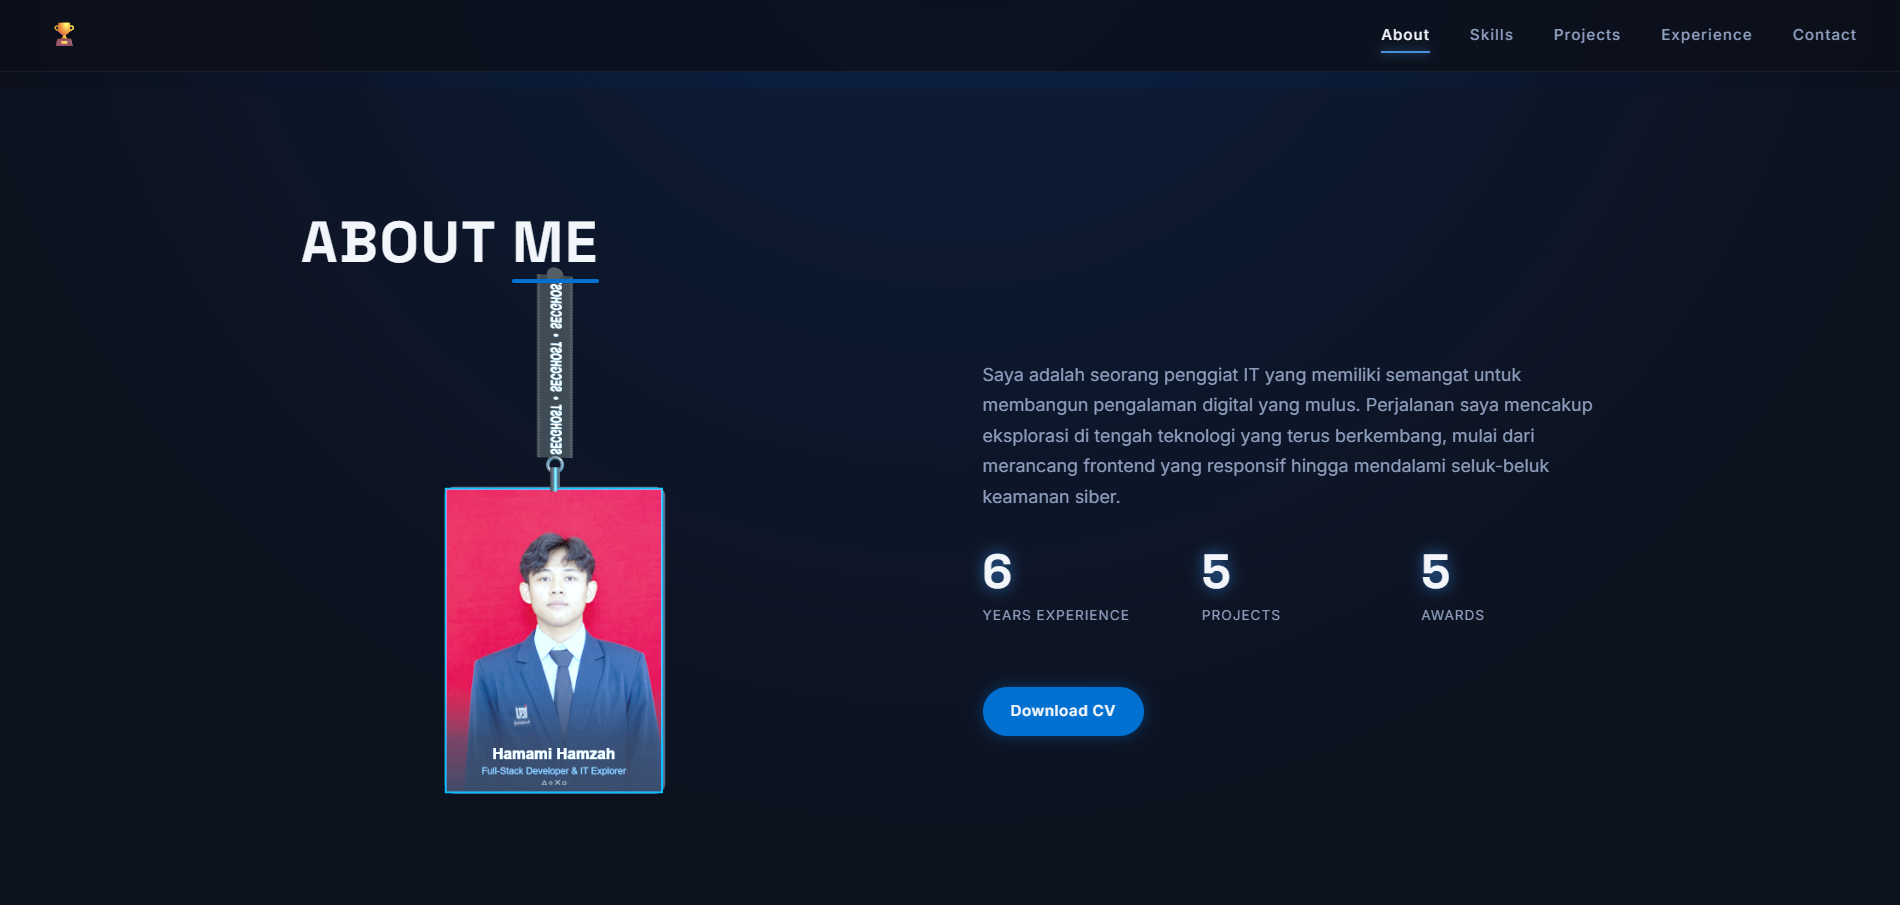 About
Skills
Projects
Experience
Contact
ABOUT ME
SECGHOST • SECGHOST • SECGHOS
Hamami Hamzah
Full-Stack Developer & IT Explorer
Saya adalah seorang penggiat IT yang memiliki semangat untuk
membangun pengalaman digital yang mulus. Perjalanan saya mencakup
eksplorasi di tengah teknologi yang terus berkembang, mulai dari
merancang frontend yang responsif hingga mendalami seluk-beluk
keamanan siber.
6
YEARS EXPERIENCE
5
PROJECTS
5
AWARDS
Download CV